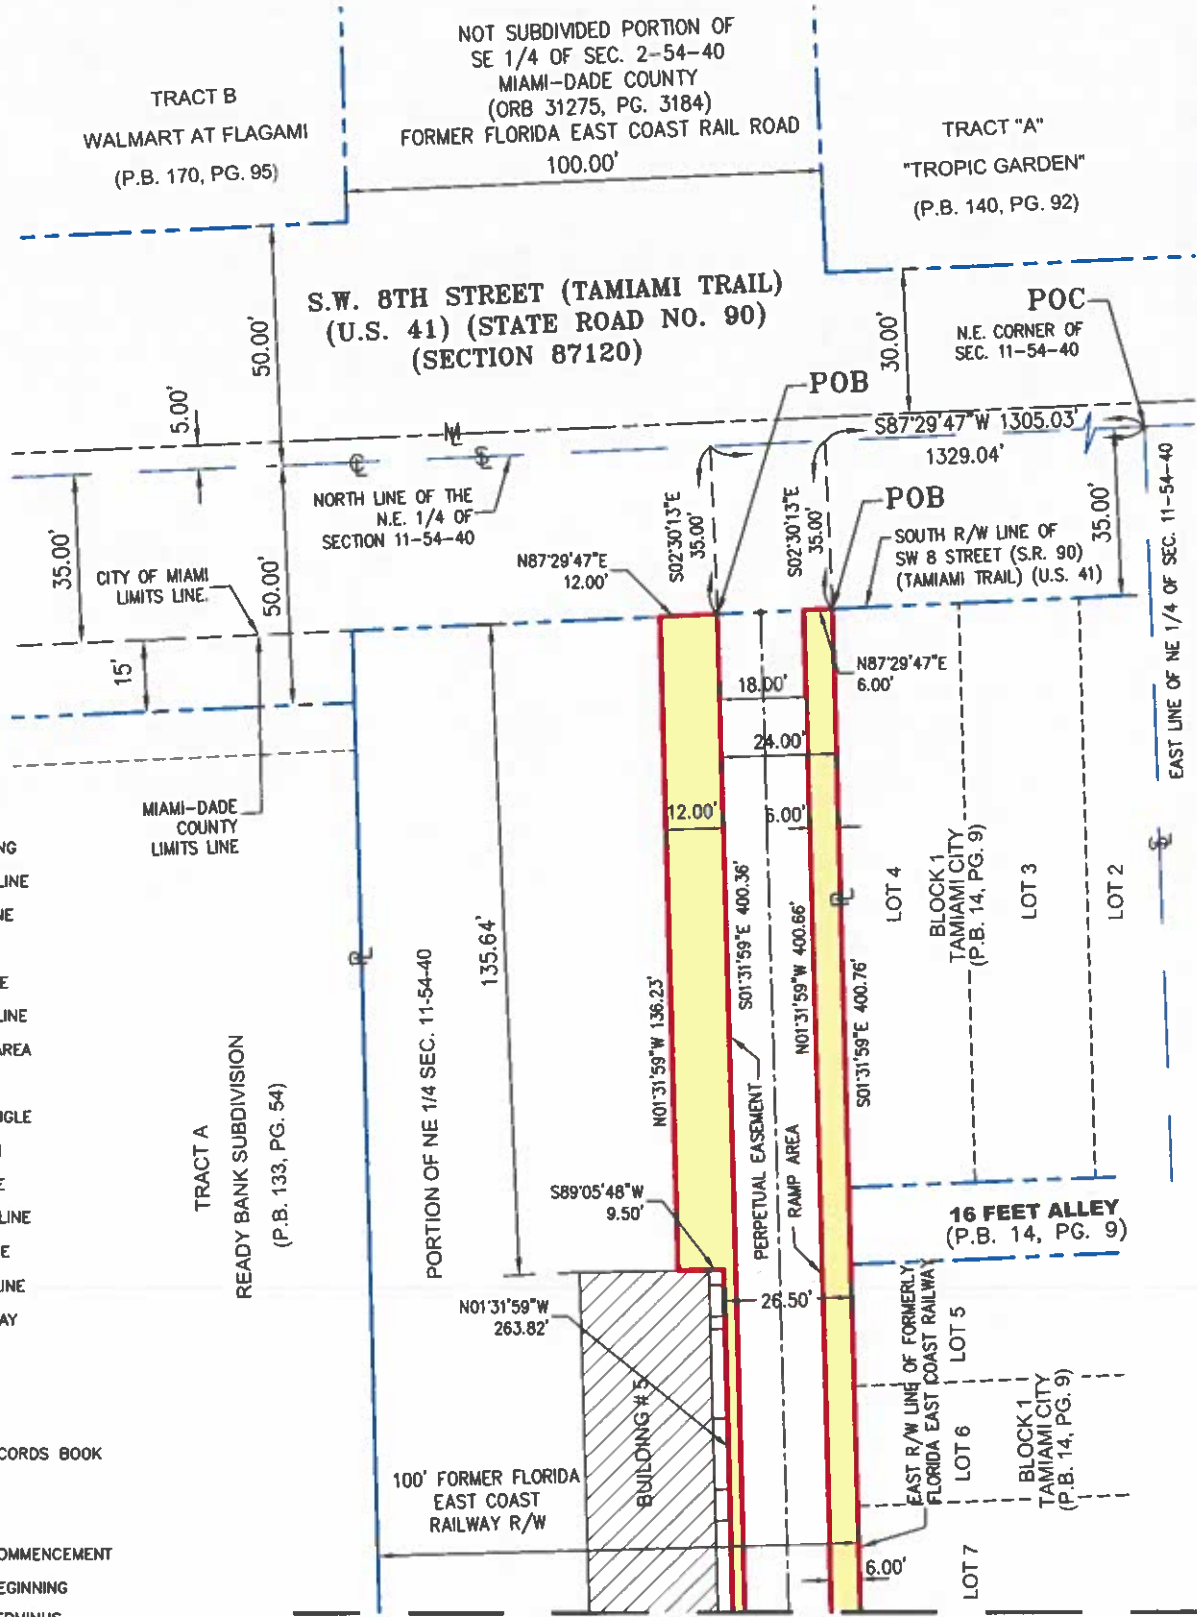 NOT SUBDIVIDED PORTION OF
SE 1/4 OF SEC. 2-54-40
MIAMI-DADE COUNTY
(ORB 31275, PG. 3184)
FORMER FLORIDA EAST COAST RAIL ROAD
100.00'
TRACT B
WALMART AT FLAGAMI
(P.B. 170, PG. 95)
TRACT "A"
"TROPIC GARDEN"
(P.B. 140, PG. 92)
S.W. 8TH STREET (TAMIAMI TRAIL)
(U.S. 41) (STATE ROAD NO. 90)
(SECTION 87120)
50.00'
5.00'
30.00'
POC
N.E. CORNER OF
SEC. 11-54-40
POB
S87°29'47"W 1305.03'
1329.04'
NORTH LINE OF THE
N.E. 1/4 OF
SECTION 11-54-40
35.00'
50.00'
15'
CITY OF MIAMI
LIMITS LINE.
MIAMI-DADE
COUNTY
LIMITS LINE
S02°30'13"E
35.00'
S02°30'13"E
35.00'
N87°29'47"E
12.00'
POB
SOUTH R/W LINE OF
SW 8 STREET (S.R. 90)
(TAMIAMI TRAIL) (U.S. 41)
35.00'
EAST LINE OF NE 1/4 OF SEC. 11-54-40
N87°29'47"E
6.00'
18.00'
24.00'
12.00'
6.00'
135.64'
N01°31'59"W 136.23'
S01°31'59"E 400.36'
N01°31'59"W 400.66'
S01°31'59"E 400.76'
PERPETUAL EASEMENT
RAMP AREA
LOT 4
BLOCK 1
TAMIAMI CITY
(P.B. 14, PG. 9)
LOT 3
LOT 2
TRACT A
READY BANK SUBDIVISION
(P.B. 133, PG. 54)
PORTION OF NE 1/4 SEC. 11-54-40
S89°05'48"W
9.50'
16 FEET ALLEY
(P.B. 14, PG. 9)
N01°31'59"W
263.82'
26.50'
BUILDING # 5
EAST R/W LINE OF FORMERLY
FLORIDA EAST COAST RAILWAY
LOT 5
LOT 6
BLOCK 1
TAMIAMI CITY
(P.B. 14, PG. 9)
LOT 7
100' FORMER FLORIDA
EAST COAST
RAILWAY R/W
6.00'
NG
LINE
NE
E
LINE
AREA
NGLE
E
LINE
E
LINE
AY
CORDS BOOK
OMMENCEMENT
EGINNING